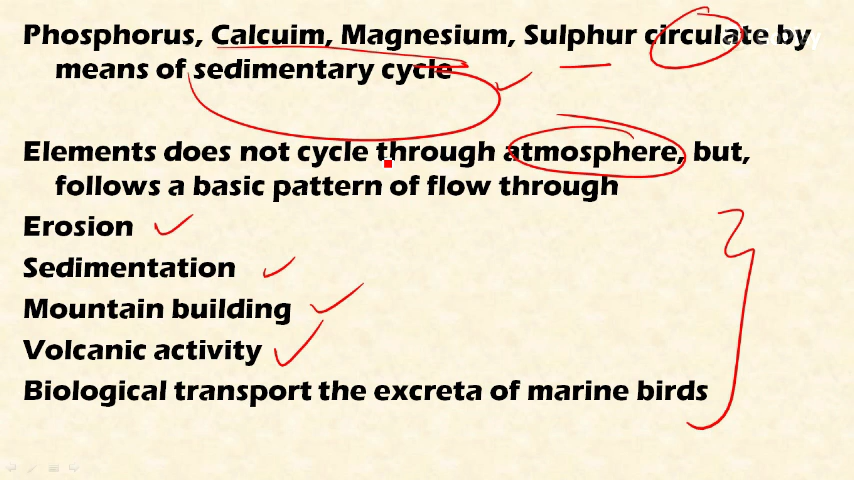 Phosphorus, Calcuim, Magnesium, Sulphur circulate by
means of sedimentary cycle
Elements does not cycle through atmosphere, but,
follows a basic pattern of flow through
Erosion
Sedimentation
Mountain building
Volcanic activity
Biological transport the excreta of marine birds